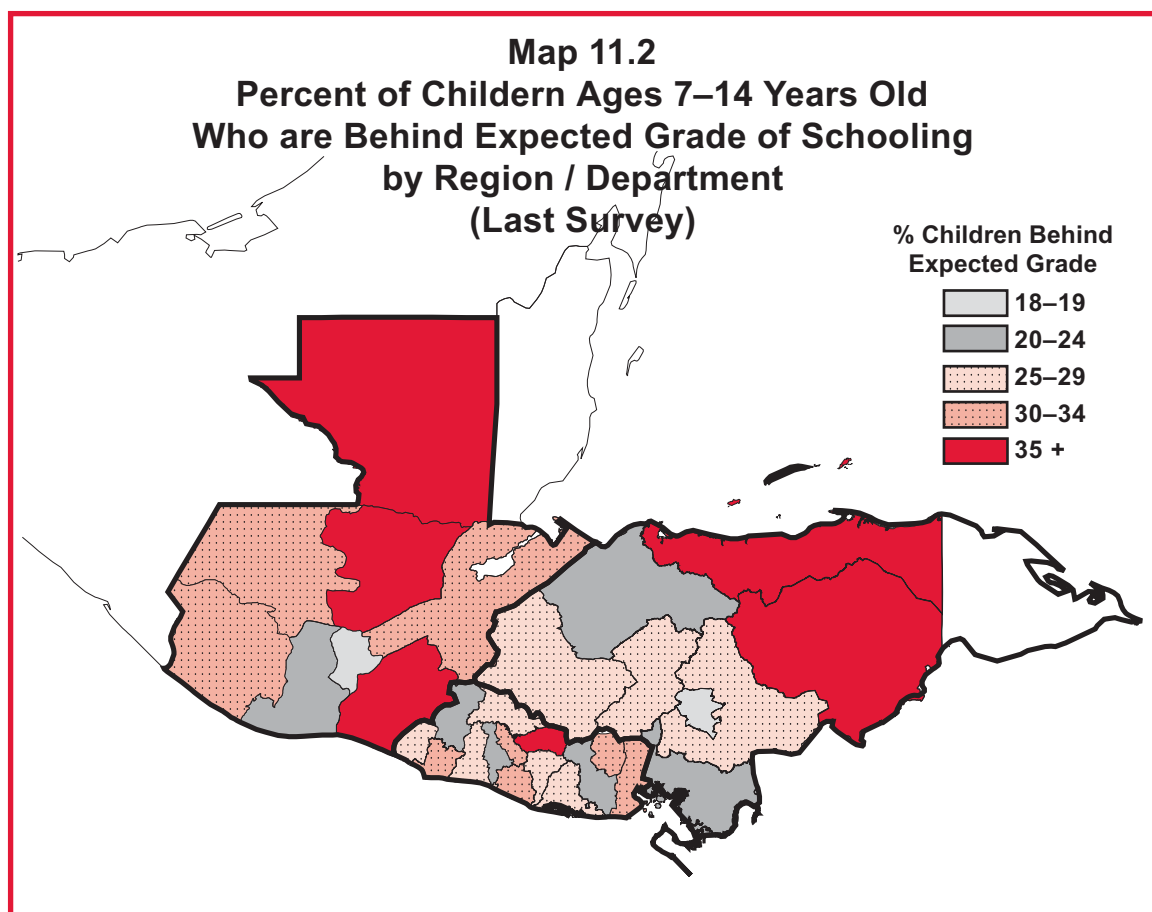 Map 11.2
Percent of Childern Ages 7–14 Years Old
Who are Behind Expected Grade of Schooling
by Region / Department
(Last Survey)
% Children Behind
Expected Grade
18–19
20–24
25–29
30–34
35 +